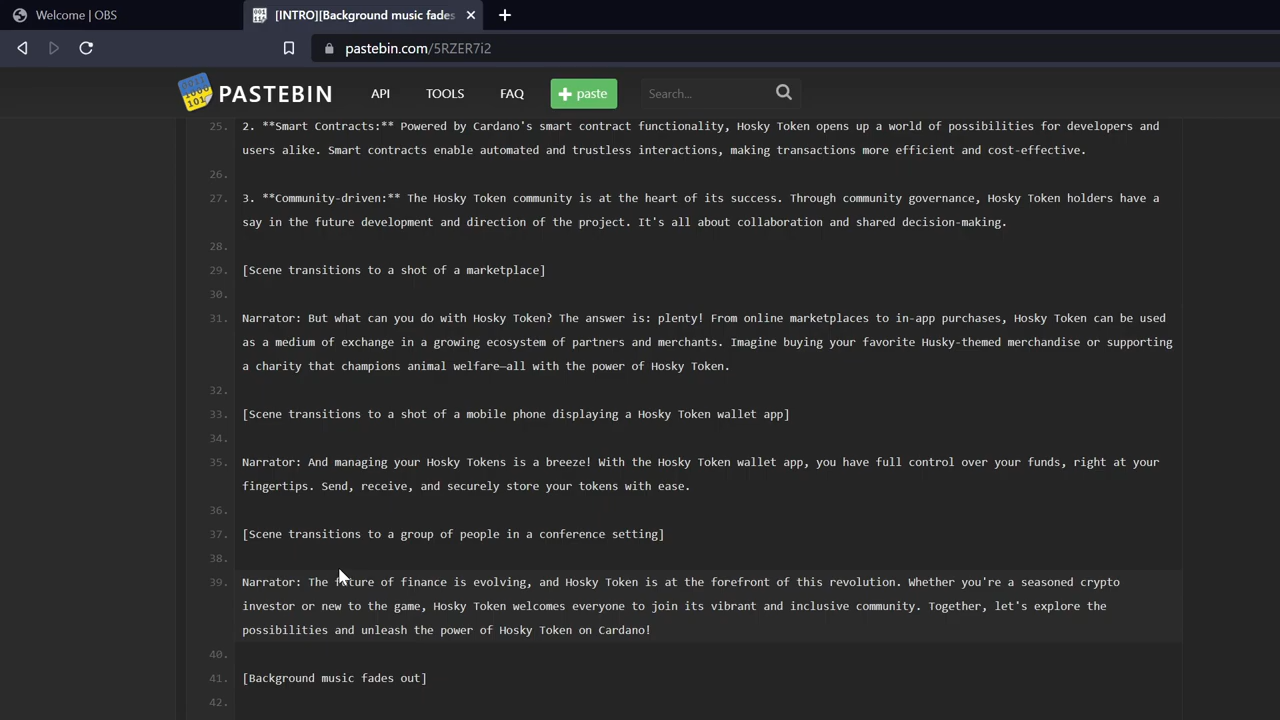 Welcome | OBS
[INTRO][Background music fades
pastebin.com/5RZER7i2
PASTEBIN
API
TOOLS
FAQ
+ paste
Search...
25. 2. **Smart Contracts:** Powered by Cardano's smart contract functionality, Hosky Token opens up a world of possibilities for developers and
users alike. Smart contracts enable automated and trustless interactions, making transactions more efficient and cost-effective.
26.
27. 3. **Community-driven:** The Hosky Token community is at the heart of its success. Through community governance, Hosky Token holders have a
say in the future development and direction of the project. It's all about collaboration and shared decision-making.
28.
29. [Scene transitions to a shot of a marketplace]
30.
31. Narrator: But what can you do with Hosky Token? The answer is: plenty! From online marketplaces to in-app purchases, Hosky Token can be used
as a medium of exchange in a growing ecosystem of partners and merchants. Imagine buying your favorite Husky-themed merchandise or supporting
a charity that champions animal welfare—all with the power of Hosky Token.
32.
33. [Scene transitions to a shot of a mobile phone displaying a Hosky Token wallet app]
34.
35. Narrator: And managing your Hosky Tokens is a breeze! With the Hosky Token wallet app, you have full control over your funds, right at your
fingertips. Send, receive, and securely store your tokens with ease.
36.
37. [Scene transitions to a group of people in a conference setting]
38.
39. Narrator: The future of finance is evolving, and Hosky Token is at the forefront of this revolution. Whether you're a seasoned crypto
investor or new to the game, Hosky Token welcomes everyone to join its vibrant and inclusive community. Together, let's explore the
possibilities and unleash the power of Hosky Token on Cardano!
40.
41. [Background music fades out]
42.